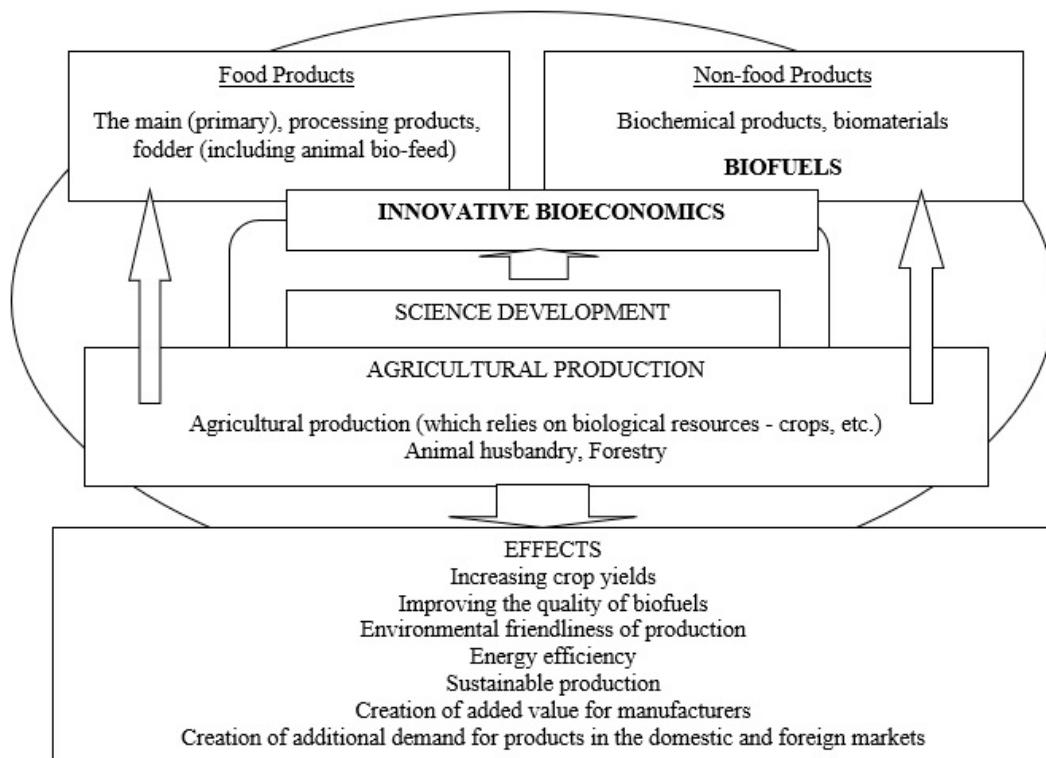 Food Products
The main (primary), processing products,
fodder (including animal bio-feed)
Non-food Products
Biochemical products, biomaterials
BIOFUELS
INNOVATIVE BIOECONOMICS
SCIENCE DEVELOPMENT
AGRICULTURAL PRODUCTION
Agricultural production (which relies on biological resources - crops, etc.)
Animal husbandry, Forestry
EFFECTS
Increasing crop yields
Improving the quality of biofuels
Environmental friendliness of production
Energy efficiency
Sustainable production
Creation of added value for manufacturers
Creation of additional demand for products in the domestic and foreign markets